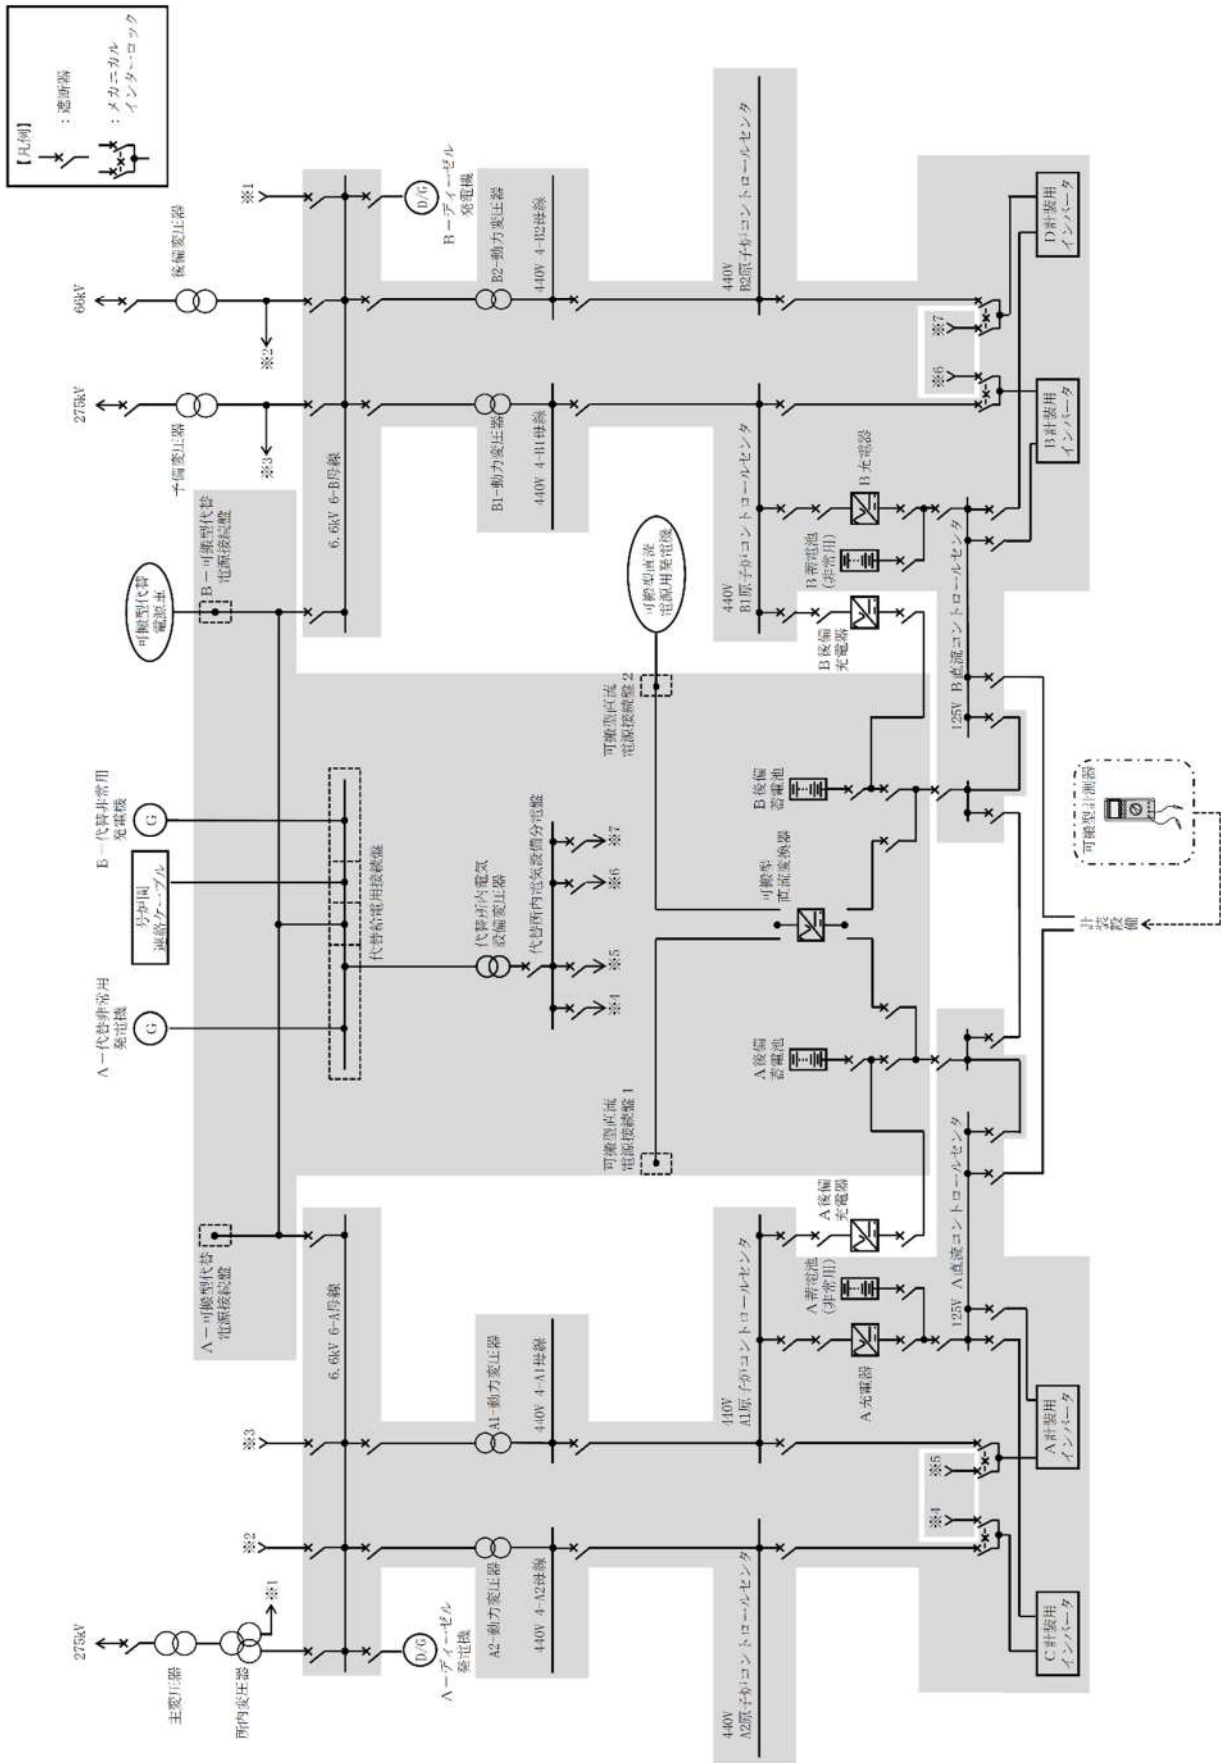 【凡例】
：遮断器
：メカニカル
インターロック
275kV
主変圧器
所内変圧器
※1
※2
※3
275kV
予備変圧器
※3
66kV
後備変圧器
※2
※1
A－代替非常用
発電機
G
号炉間
連絡ケーブル
B－代替非常用
発電機
G
可搬型代替
電源車
A－可搬型代替
電源接続盤
B－可搬型代替
電源接続盤
代替給電用接続盤
6.6kV 6-A母線
6.6kV 6-B母線
D/G
A－ディーゼル
発電機
D/G
B－ディーゼル
発電機
A2-動力変圧器
A1-動力変圧器
B1-動力変圧器
B2-動力変圧器
440V 4-A2母線
440V 4-A1母線
440V 4-B1母線
440V 4-B2母線
代替所内電気
設備変圧器
代替所内電気設備分電盤
※4
※5
※6
※7
可搬型直流
電源接続盤1
可搬型直流
電源接続盤2
可搬型直流
電源用発電機
440V
A2原子炉コントロールセンタ
440V
A1原子炉コントロールセンタ
440V
B1原子炉コントロールセンタ
440V
B2原子炉コントロールセンタ
A充電器
A蓄電池
(非常用)
A後備
充電器
A後備
蓄電池
可搬型
直流変換器
B後備
蓄電池
B後備
充電器
B蓄電池
(非常用)
B充電器
※4
※5
※6
※7
125V A直流コントロールセンタ
125V B直流コントロールセンタ
C計装用
インバータ
A計装用
インバータ
B計装用
インバータ
D計装用
インバータ
計装設備
可搬型計測器